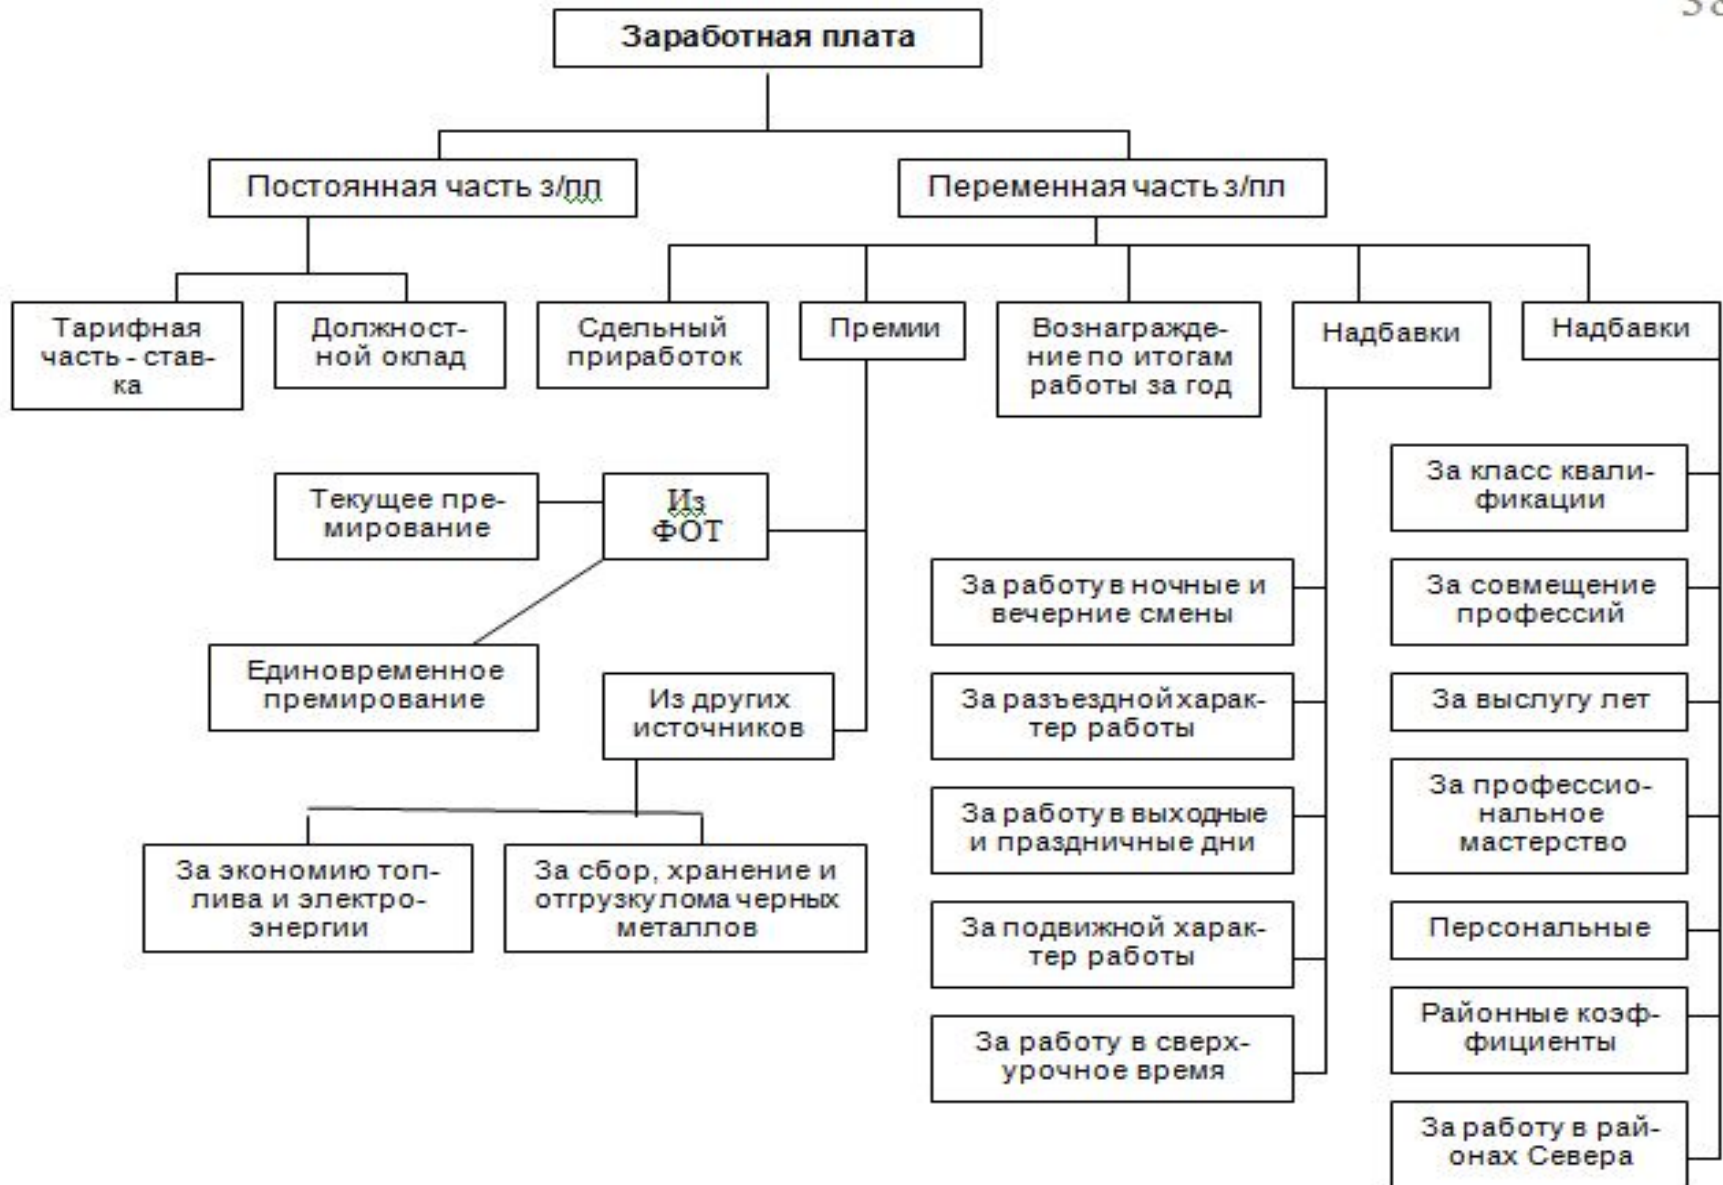 Заработная плата
Постоянная часть з/пл
Переменная часть з/пл
Тарифная
часть - став-
ка
Должност-
ной оклад
Сдельный
приработок
Премии
Вознагражде-
ние по итогам
работы за год
Надбавки
Надбавки
Текущее пре-
мирование
Из
ФОТ
Единовременное
премирование
Из других
источников
За экономию топ-
лива и электро-
энергии
За сбор, хранение и
отгрузку лома черных
металлов
За работу в ночные и
вечерние смены
За разъездной харак-
тер работы
За работу в выходные
и праздничные дни
За подвижной харак-
тер работы
За работу в сверх-
урочное время
За класс квали-
фикации
За совмещение
профессий
За выслугу лет
За профессио-
нальное
мастерство
Персональные
Районные коэф-
фициенты
За работу в рай-
онах Севера